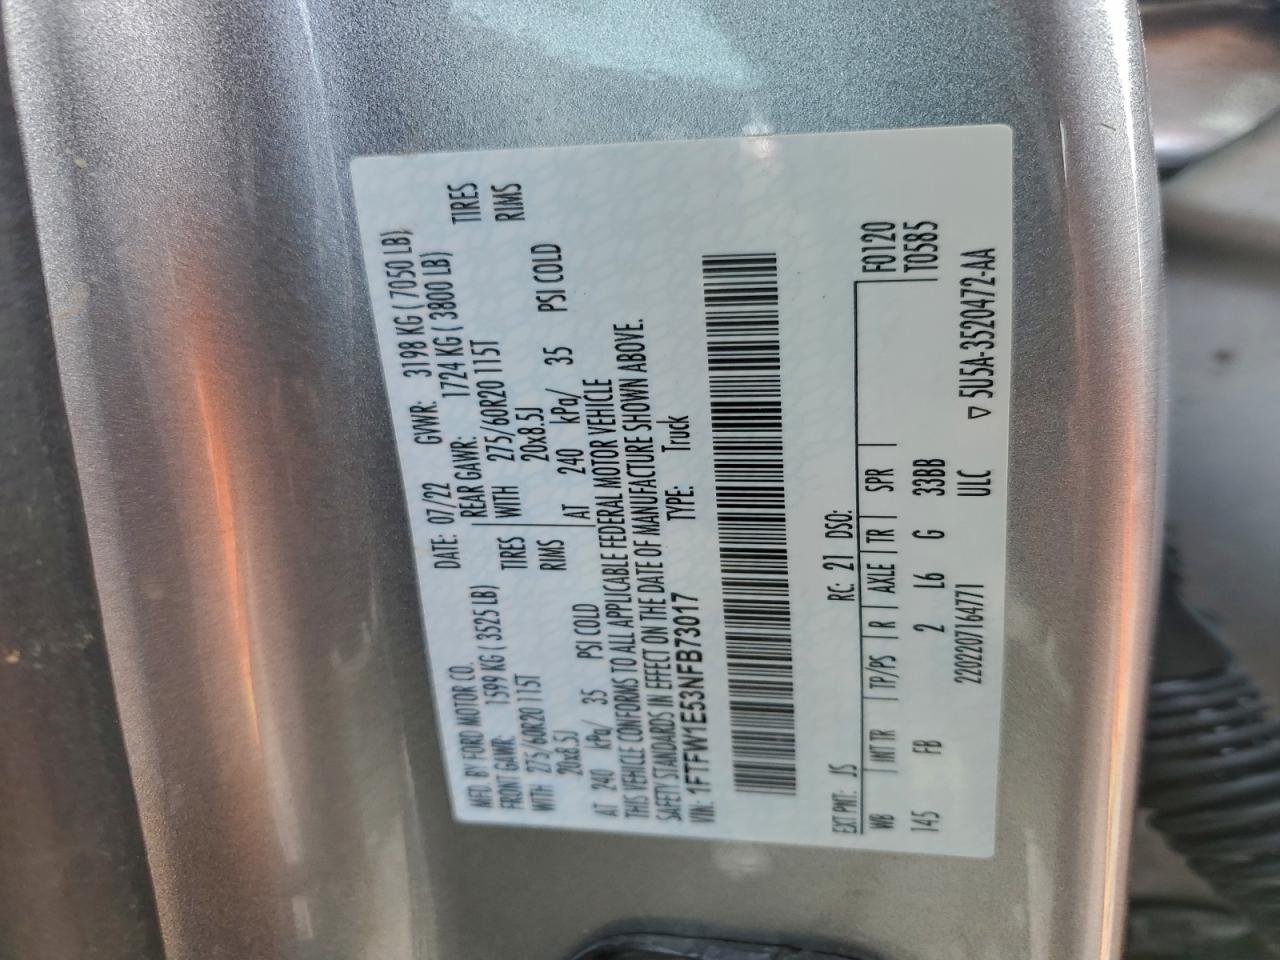 MFD. BY FORD MOTOR CO.
DATE: 07/22 GVWR: 3198 KG ( 7050 LB)
FRONT GAWR: 1599 KG ( 3525 LB) REAR GAWR: 1724 KG ( 3800 LB)
WITH 275/60R20 115T TIRES WITH 275/60R20 115T TIRES
20x8.5J RIMS 20x8.5J RIMS
AT 240 kPa/ 35 PSI COLD AT 240 kPa/ 35 PSI COLD
THIS VEHICLE CONFORMS TO ALL APPLICABLE FEDERAL MOTOR VEHICLE
SAFETY STANDARDS IN EFFECT ON THE DATE OF MANUFACTURE SHOWN ABOVE.
VIN: 1FTFW1E53NFB73017 TYPE: Truck
EXT PNT: JS RC: 21 DSO: F0120
WB INT TR TP/PS R AXLE TR SPR T0585
145 FB 2 L6 G 33BB
2202207164771 ULC ▽ 5U5A-3520472-AA